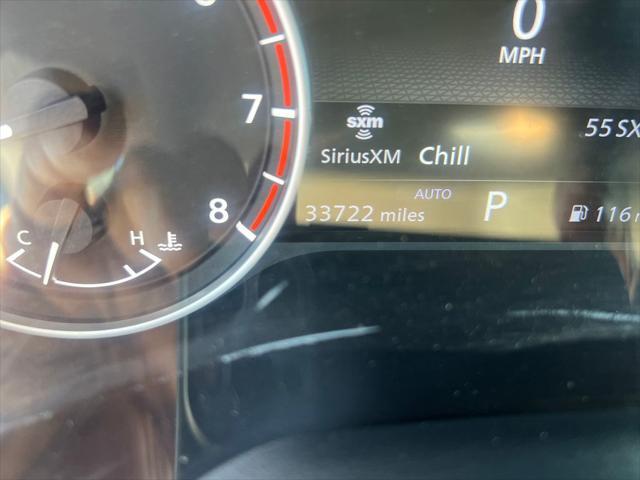 0
MPH
7
sxm
55 SX
SiriusXM Chill
AUTO
33722 miles P 116
8
C H